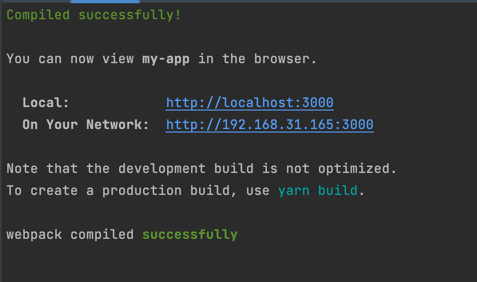 Compiled successfully!
You can now view my-app in the browser.
Local: http://localhost:3000
On Your Network: http://192.168.31.165:3000
Note that the development build is not optimized.
To create a production build, use yarn build.
webpack compiled successfully